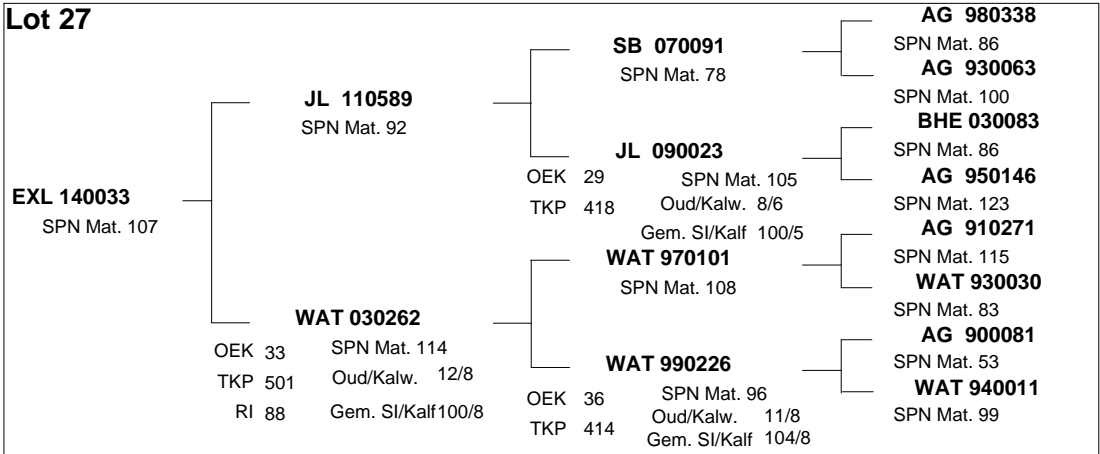 Lot 27
EXL 140033
SPN Mat. 107
JL 110589
SPN Mat. 92
WAT 030262
OEK 33 SPN Mat. 114
TKP 501 Oud/Kalw. 12/8
RI 88 Gem. SI/Kalf 100/8
SB 070091
SPN Mat. 78
JL 090023
OEK 29 SPN Mat. 105
TKP 418 Oud/Kalw. 8/6
Gem. SI/Kalf 100/5
WAT 970101
SPN Mat. 108
WAT 990226
OEK 36 SPN Mat. 96
TKP 414 Oud/Kalw. 11/8
Gem. SI/Kalf 104/8
AG 980338
SPN Mat. 86
AG 930063
SPN Mat. 100
BHE 030083
SPN Mat. 86
AG 950146
SPN Mat. 123
AG 910271
SPN Mat. 115
WAT 930030
SPN Mat. 83
AG 900081
SPN Mat. 53
WAT 940011
SPN Mat. 99